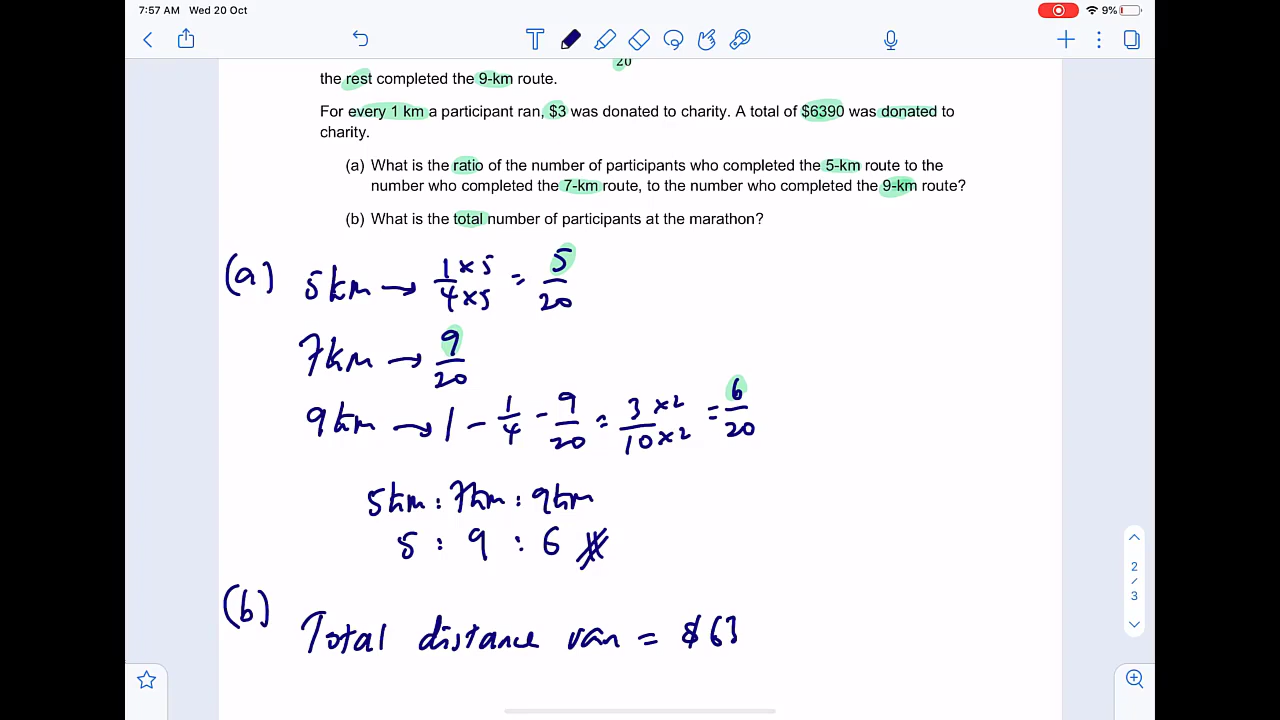 7:57 AM Wed 20 Oct
9%
20
the rest completed the 9-km route.
For every 1 km a participant ran, $3 was donated to charity. A total of $6390 was donated to
charity.
(a) What is the ratio of the number of participants who completed the 5-km route to the
number who completed the 7-km route, to the number who completed the 9-km route?
(b) What is the total number of participants at the marathon?
(a) 5km → 1×5/4×5 = 5/20
7km → 9/20
9km → 1 - 1/4 - 9/20 = 3×2/10×2 = 6/20
5km : 7km : 9km
5 : 9 : 6
(b)
Total distance ran = $63
2
/
3